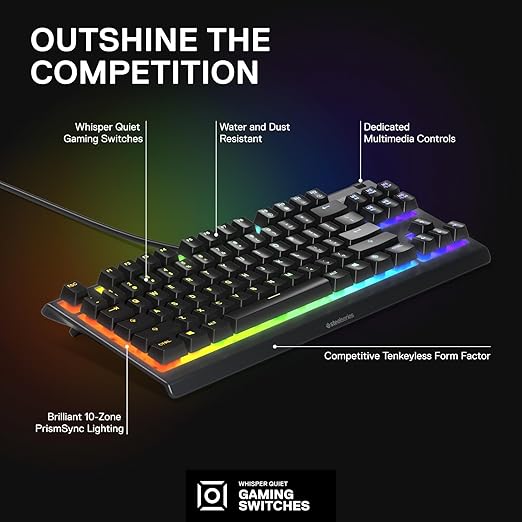 OUTSHINE THE
COMPETITION
Whisper Quiet
Gaming Switches
Water and Dust
Resistant
Dedicated
Multimedia Controls
steelseries
Competitive Tenkeyless Form Factor
Brilliant 10-Zone
PrismSync Lighting
WHISPER QUIET
GAMING
SWITCHES